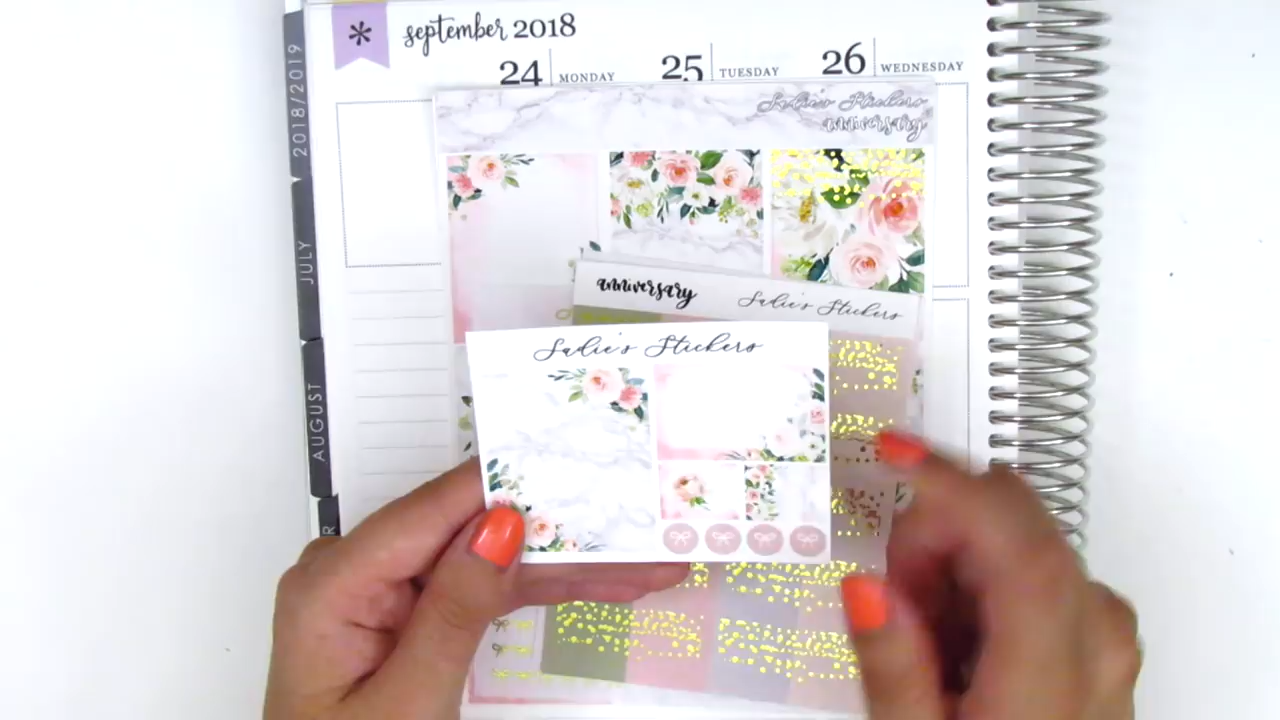 september 2018
24 MONDAY
25 TUESDAY
26 WEDNESDAY
2018/2019
JULY
AUGUST
R
Sadie's Stickers
anniversary
anniversary
Sadie's Stickers
Sadie's Stickers